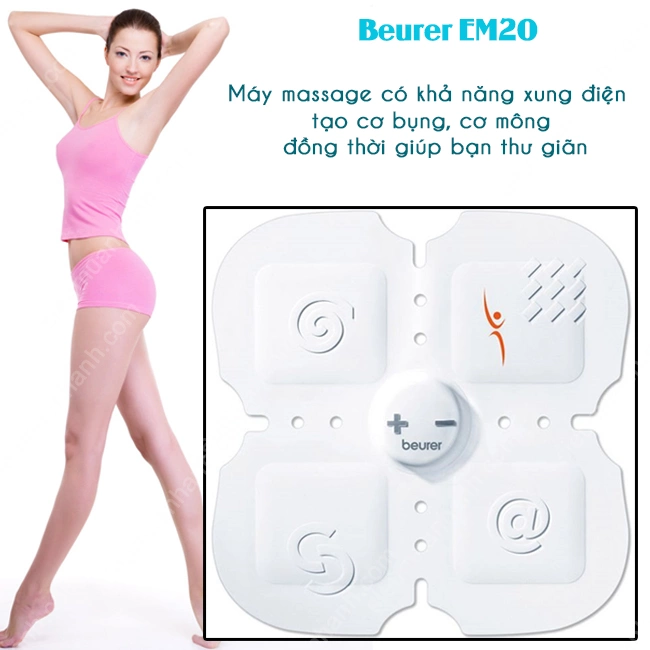 Beurer EM20
Máy massage có khả năng xung điện
tạo cơ bụng, cơ mông
đồng thời giúp bạn thư giãn
@
+ -
beurer